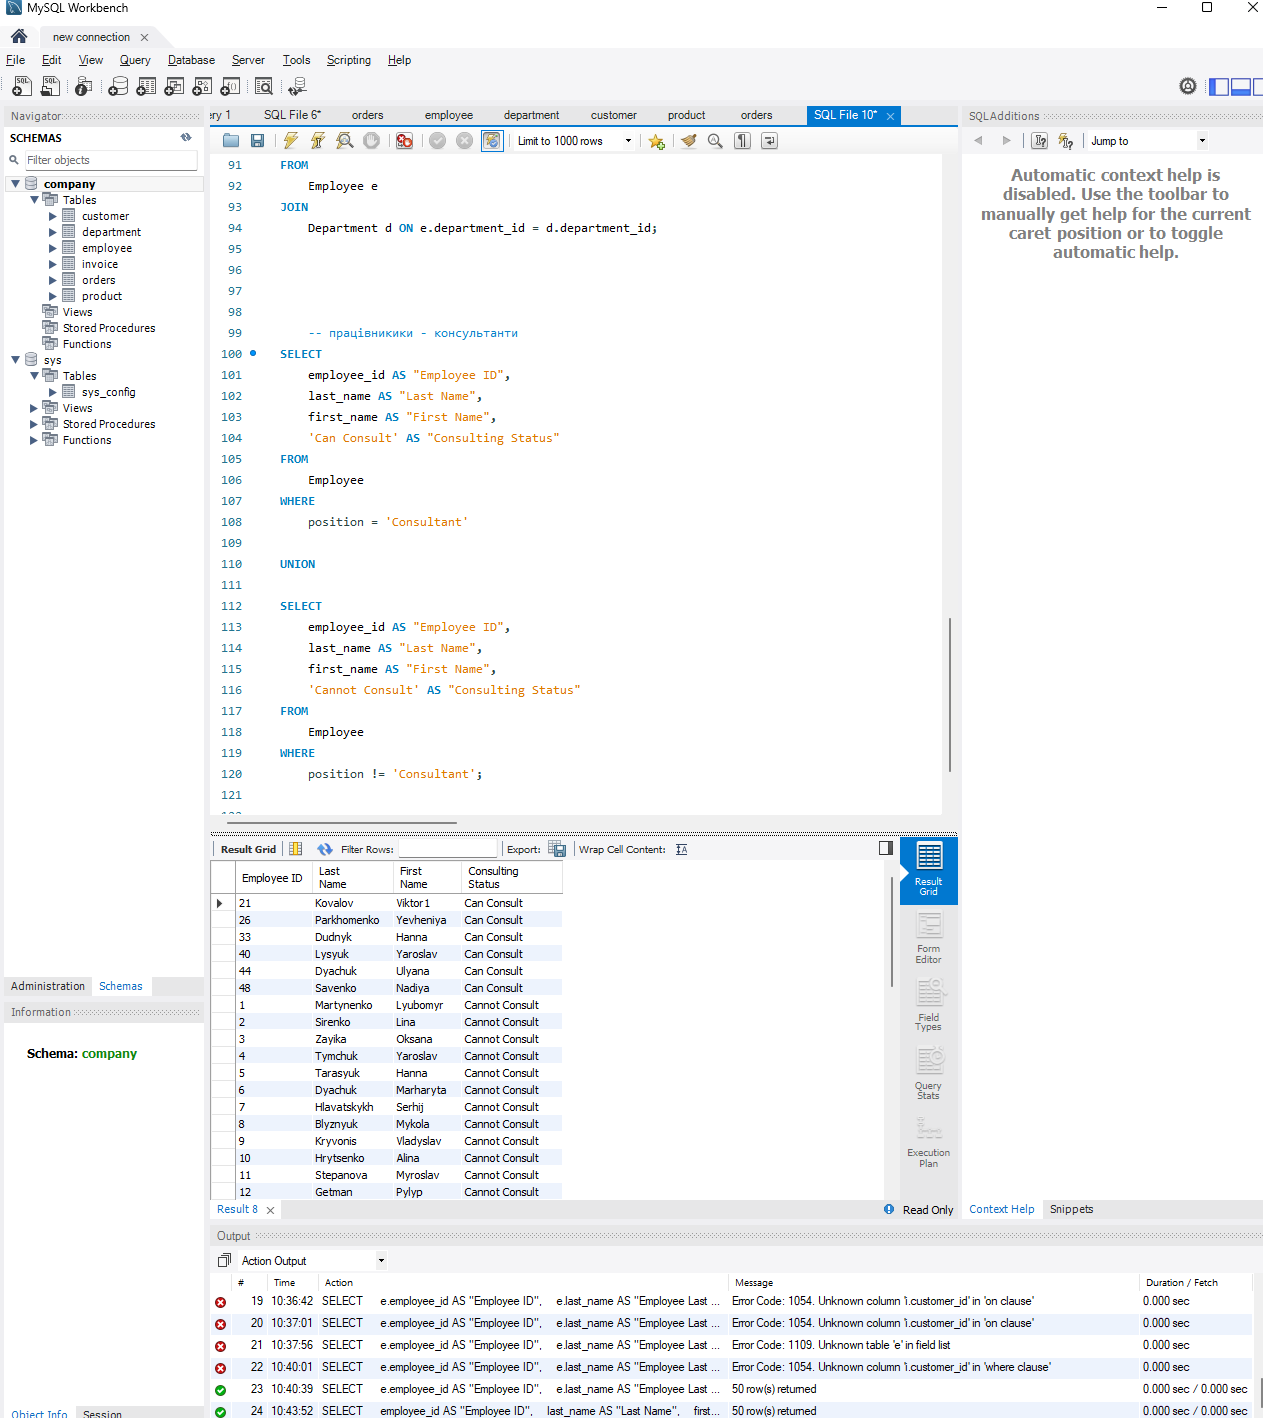 MySQL Workbench
new connection
File Edit View Query Database Server Tools Scripting Help
Navigator
SCHEMAS
Filter objects
company
Tables
customer
department
employee
invoice
orders
product
Views
Stored Procedures
Functions
sys
Tables
sys_config
Views
Stored Procedures
Functions
Administration Schemas
Information
Schema: company
Object Info Session
ery 1 SQL File 6* orders employee department customer product orders SQL File 10*
Limit to 1000 rows
91 FROM
92 Employee e
93 JOIN
94 Department d ON e.department_id = d.department_id;
95
96
97
98
99 -- працівникики - консультанти
100 SELECT
101 employee_id AS "Employee ID",
102 last_name AS "Last Name",
103 first_name AS "First Name",
104 'Can Consult' AS "Consulting Status"
105 FROM
106 Employee
107 WHERE
108 position = 'Consultant'
109
110 UNION
111
112 SELECT
113 employee_id AS "Employee ID",
114 last_name AS "Last Name",
115 first_name AS "First Name",
116 'Cannot Consult' AS "Consulting Status"
117 FROM
118 Employee
119 WHERE
120 position != 'Consultant';
121
Result Grid Filter Rows: Export: Wrap Cell Content:
Employee ID Last Name First Name Consulting Status
21 Kovalov Viktor1 Can Consult
26 Parkhomenko Yevheniya Can Consult
33 Dudnyk Hanna Can Consult
40 Lysyuk Yaroslav Can Consult
44 Dyachuk Ulyana Can Consult
48 Savenko Nadiya Can Consult
1 Martynenko Lyubomyr Cannot Consult
2 Sirenko Lina Cannot Consult
3 Zayika Oksana Cannot Consult
4 Tymchuk Yaroslav Cannot Consult
5 Tarasyuk Hanna Cannot Consult
6 Dyachuk Marharyta Cannot Consult
7 Hlavatskykh Serhij Cannot Consult
8 Blyznyuk Mykola Cannot Consult
9 Kryvonis Vladyslav Cannot Consult
10 Hrytsenko Alina Cannot Consult
11 Stepanova Myroslav Cannot Consult
12 Getman Pylyp Cannot Consult
Result Grid
Form Editor
Field Types
Query Stats
Execution Plan
Result 8 Read Only
SQLAdditions
Jump to
Automatic context help is
disabled. Use the toolbar to
manually get help for the current
caret position or to toggle
automatic help.
Context Help Snippets
Output
Action Output
# Time Action Message Duration / Fetch
19 10:36:42 SELECT e.employee_id AS "Employee ID", e.last_name AS "Employee Last ... Error Code: 1054. Unknown column 'i.customer_id' in 'on clause' 0.000 sec
20 10:37:01 SELECT e.employee_id AS "Employee ID", e.last_name AS "Employee Last ... Error Code: 1054. Unknown column 'i.customer_id' in 'on clause' 0.000 sec
21 10:37:56 SELECT e.employee_id AS "Employee ID", e.last_name AS "Employee Last ... Error Code: 1109. Unknown table 'e' in field list 0.000 sec
22 10:40:01 SELECT e.employee_id AS "Employee ID", e.last_name AS "Employee Last ... Error Code: 1054. Unknown column 'i.customer_id' in 'where clause' 0.000 sec
23 10:40:39 SELECT e.employee_id AS "Employee ID", e.last_name AS "Employee Last ... 50 row(s) returned 0.000 sec / 0.000 sec
24 10:43:52 SELECT employee_id AS "Employee ID", last_name AS "Last Name", first... 50 row(s) returned 0.000 sec / 0.000 sec